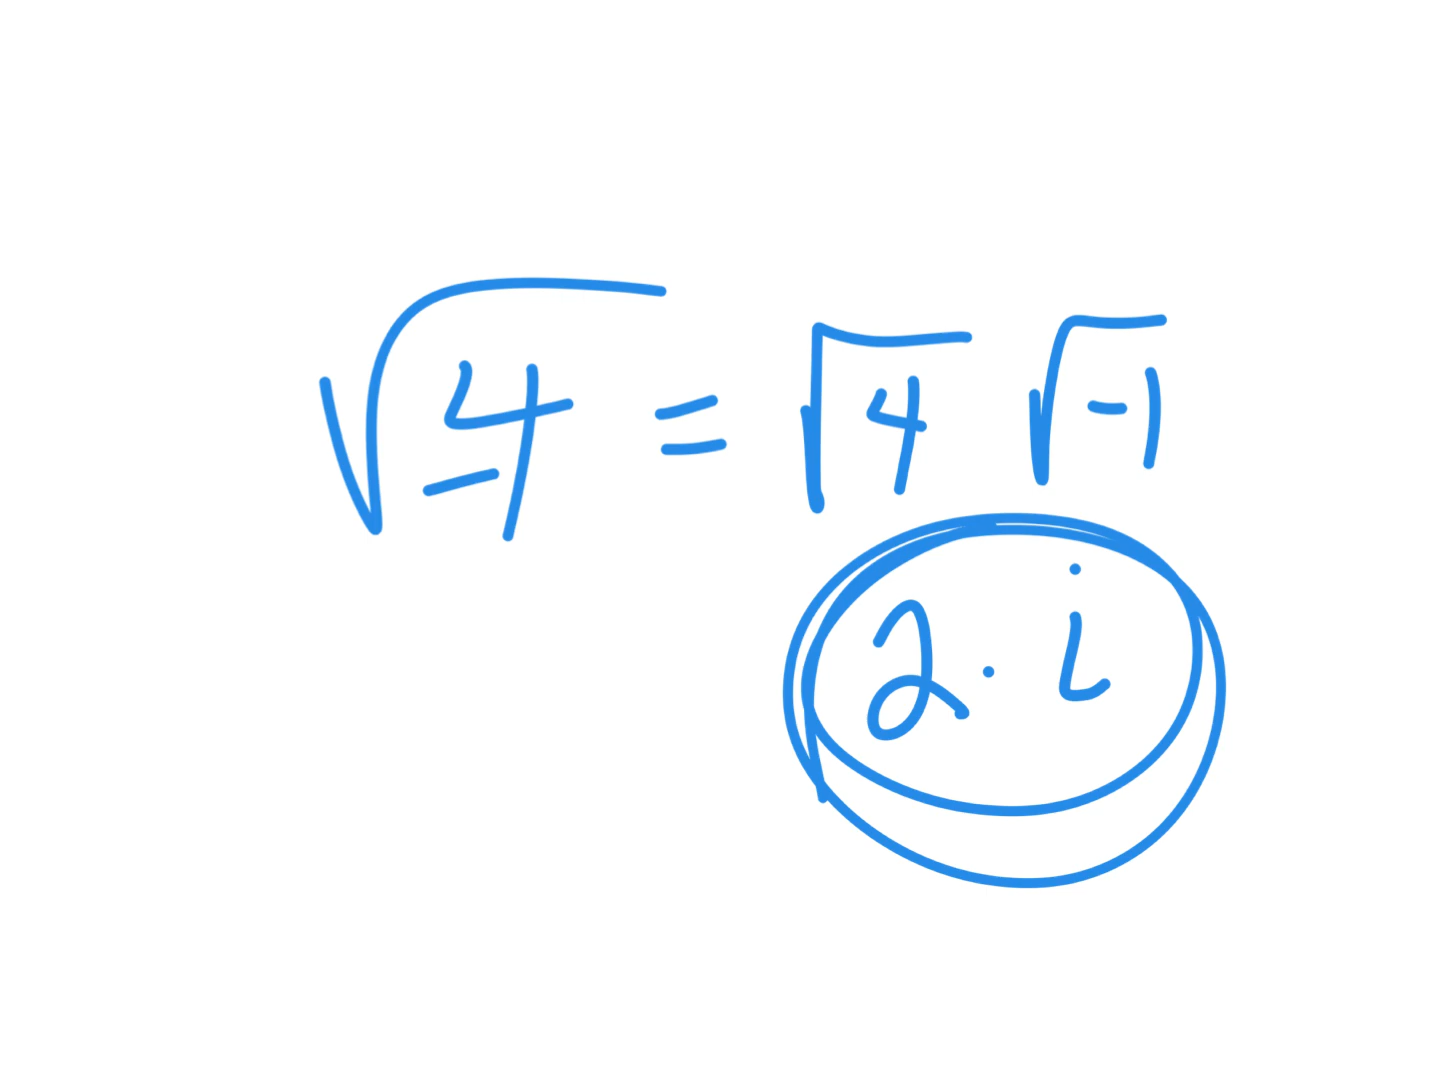 √-4 = √4 √-1
2 · i